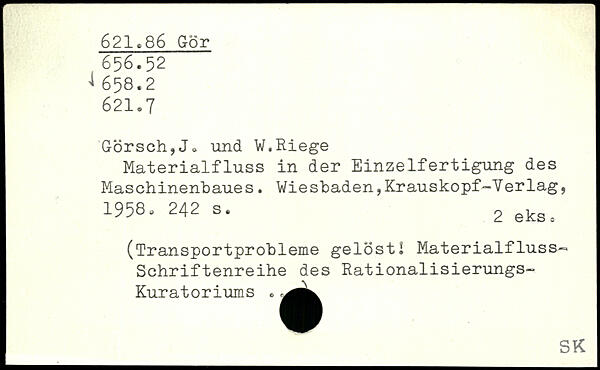 621.86 Gör
656.52
658.2
621.7
Görsch,J. und W.Riege
Materialfluss in der Einzelfertigung des
Maschinenbaues. Wiesbaden,Krauskopf-Verlag,
1958. 242 s.
2 eks.
(Transportprobleme gelöst! Materialfluss-
Schriftenreihe des Rationalisierungs-
Kuratoriums ..)
SK